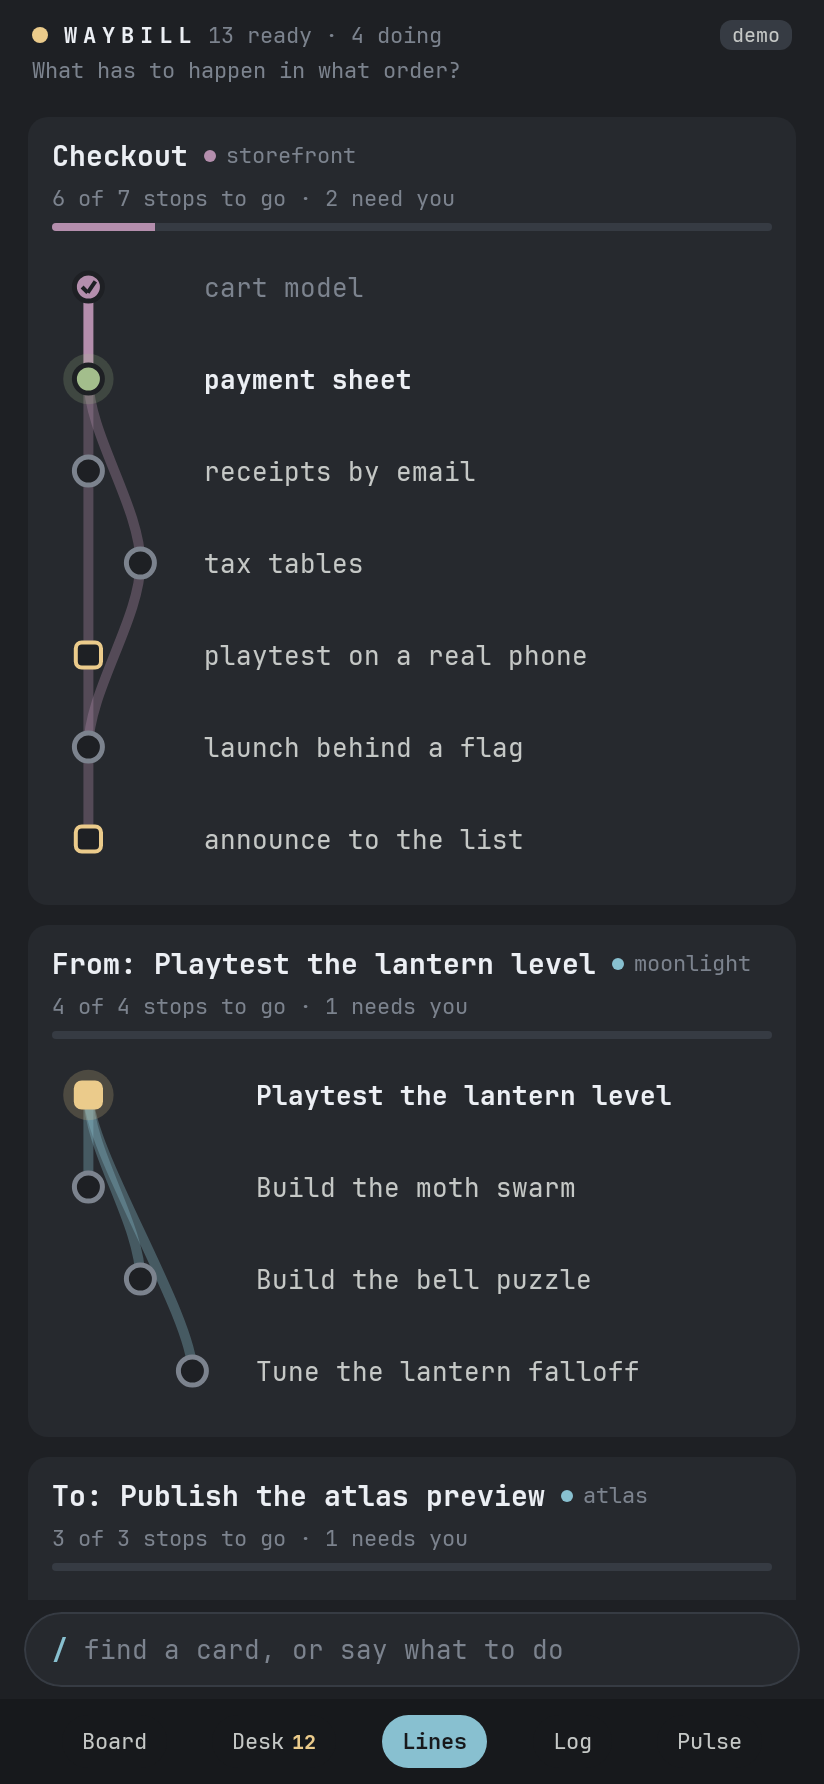 WAYBILL 13 ready · 4 doing demo
What has to happen in what order?
Checkout storefront
6 of 7 stops to go · 2 need you
cart model
payment sheet
receipts by email
tax tables
playtest on a real phone
launch behind a flag
announce to the list
From: Playtest the lantern level moonlight
4 of 4 stops to go · 1 needs you
Playtest the lantern level
Build the moth swarm
Build the bell puzzle
Tune the lantern falloff
To: Publish the atlas preview atlas
3 of 3 stops to go · 1 needs you
/ find a card, or say what to do
Board Desk 12 Lines Log Pulse